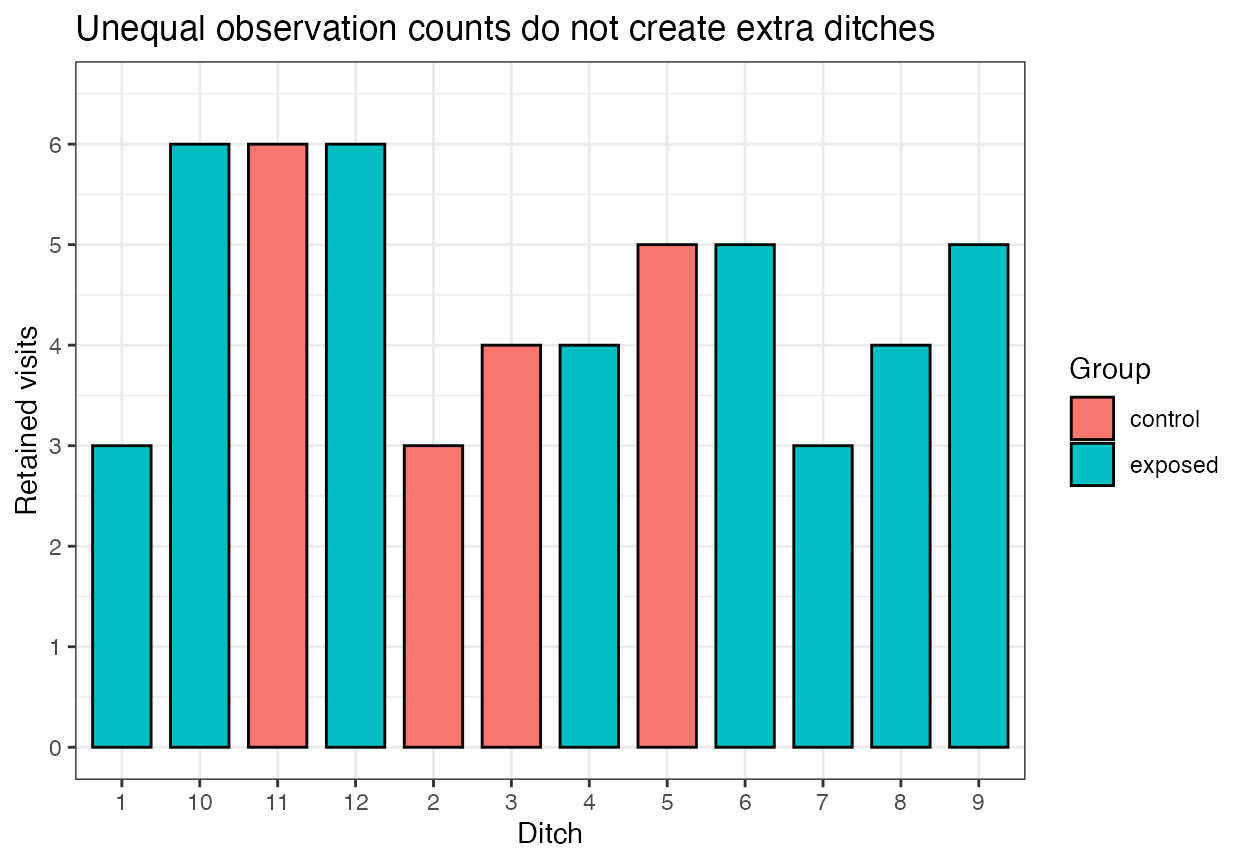 Unequal observation counts do not create extra ditches
Retained visits
6
5
4
3
2
1
0
1 10 11 12 2 3 4 5 6 7 8 9
Ditch
Group
control
exposed